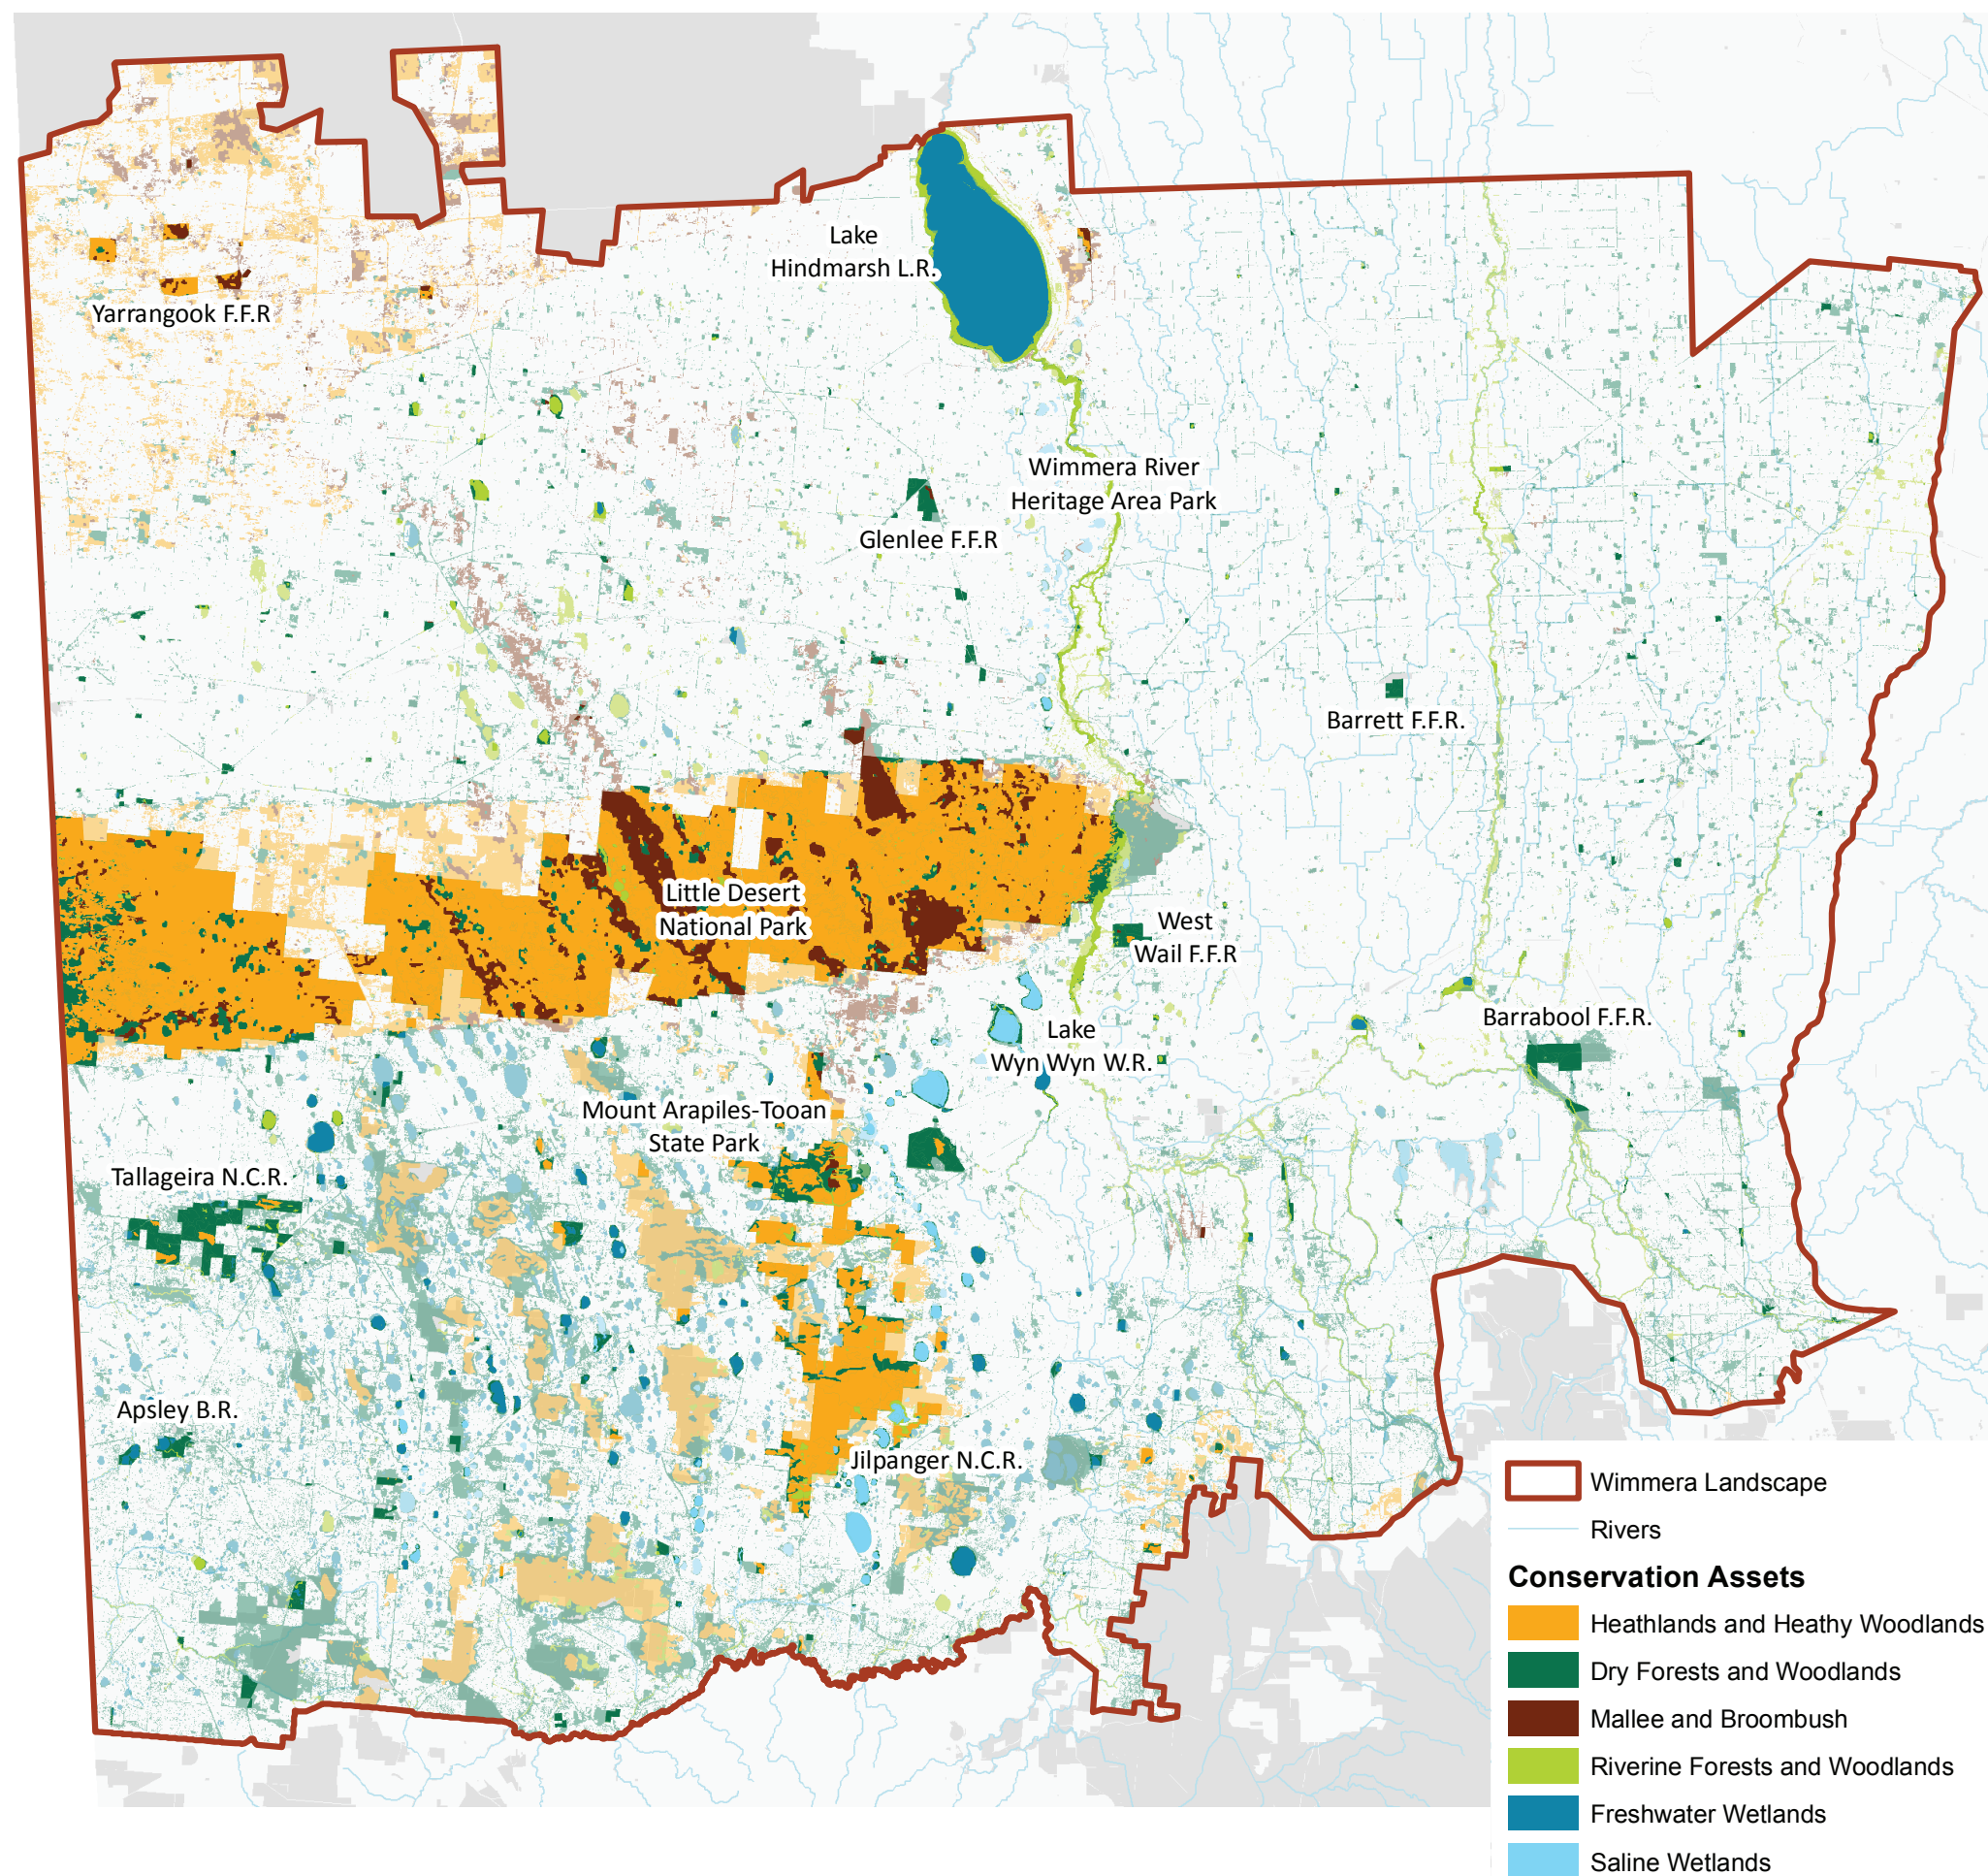 Lake
Hindmarsh L.R.
Yarrangook F.F.R
Wimmera River
Heritage Area Park
Glenlee F.F.R
Barrett F.F.R.
Little Desert
National Park
West
Wail F.F.R
Barrabool F.F.R.
Lake
Wyn Wyn W.R.
Mount Arapiles-Tooan
State Park
Tallageira N.C.R.
Apsley B.R.
Jilpanger N.C.R.
Wimmera Landscape
Rivers
Conservation Assets
Heathlands and Heathy Woodlands
Dry Forests and Woodlands
Mallee and Broombush
Riverine Forests and Woodlands
Freshwater Wetlands
Saline Wetlands